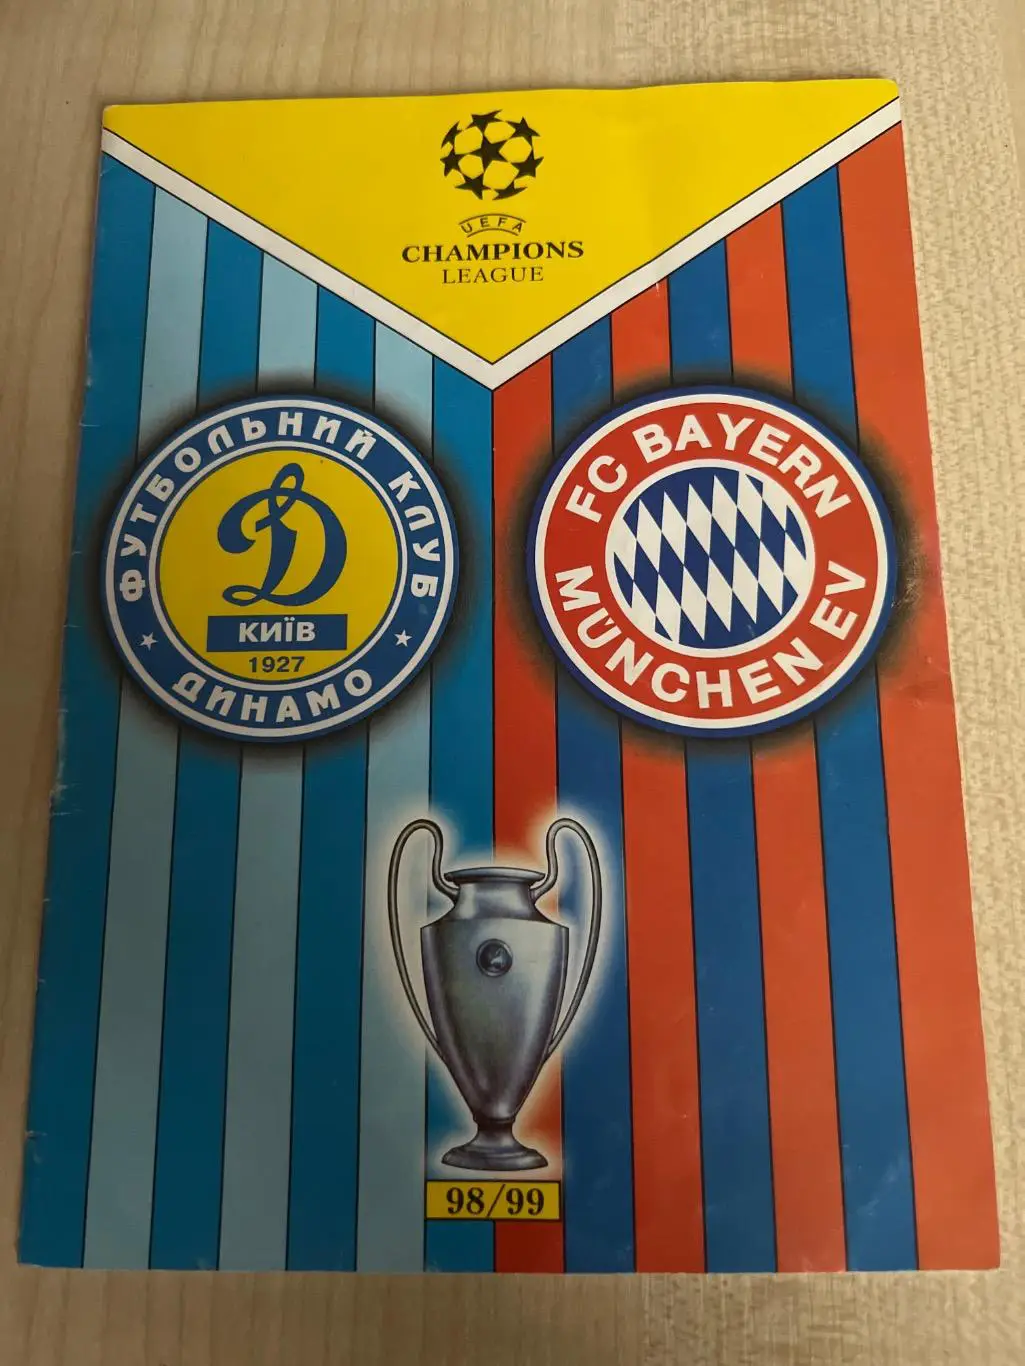 UEFA
CHAMPIONS
LEAGUE
ФУТБОЛЬНИЙ КЛУБ
Д
КИЇВ
1927
ДИНАМО
FC BAYERN
MÜNCHEN EV
98/99